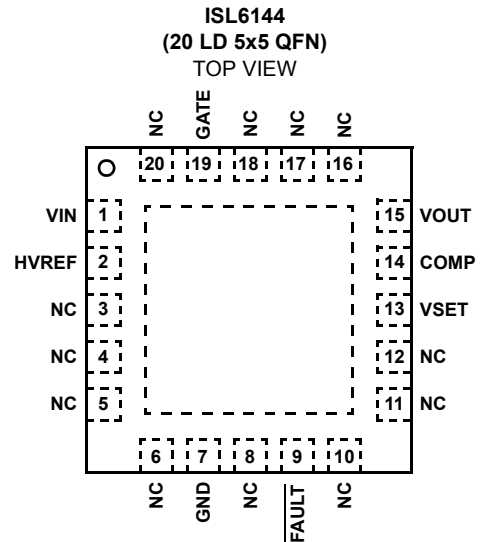 ISL6144
(20 LD 5x5 QFN)
TOP VIEW
NC GATE NC NC NC
20 19 18 17 16
VIN 1 15 VOUT
HVREF 2 14 COMP
NC 3 13 VSET
NC 4 12 NC
NC 5 11 NC
6 7 8 9 10
NC GND NC FAULT NC